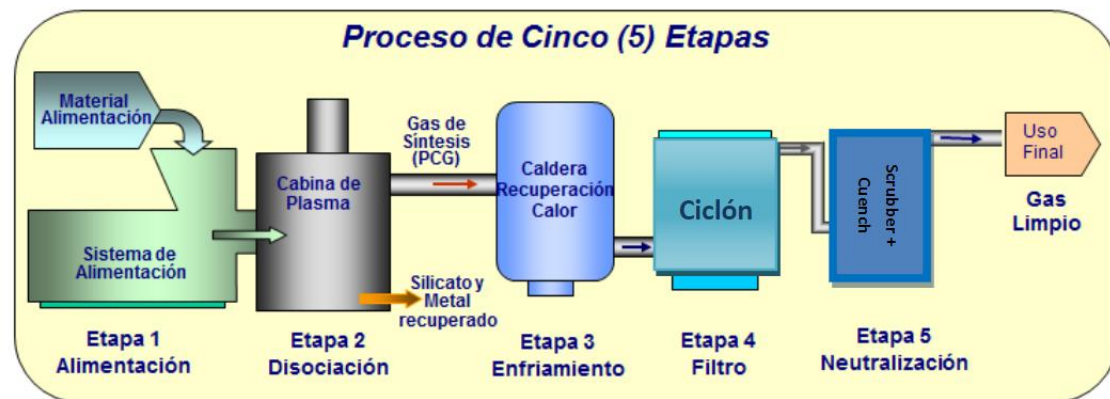 Proceso de Cinco (5) Etapas
Material
Alimentación
Sistema de
Alimentación
Etapa 1
Alimentación
Cabina de
Plasma
Gas de
Síntesis
(PCG)
Silicato y
Metal
recuperado
Etapa 2
Disociación
Caldera
Recuperación
Calor
Etapa 3
Enfriamiento
Ciclón
Etapa 4
Filtro
Scrubber +
Cuench
Etapa 5
Neutralización
Uso
Final
Gas
Limpio